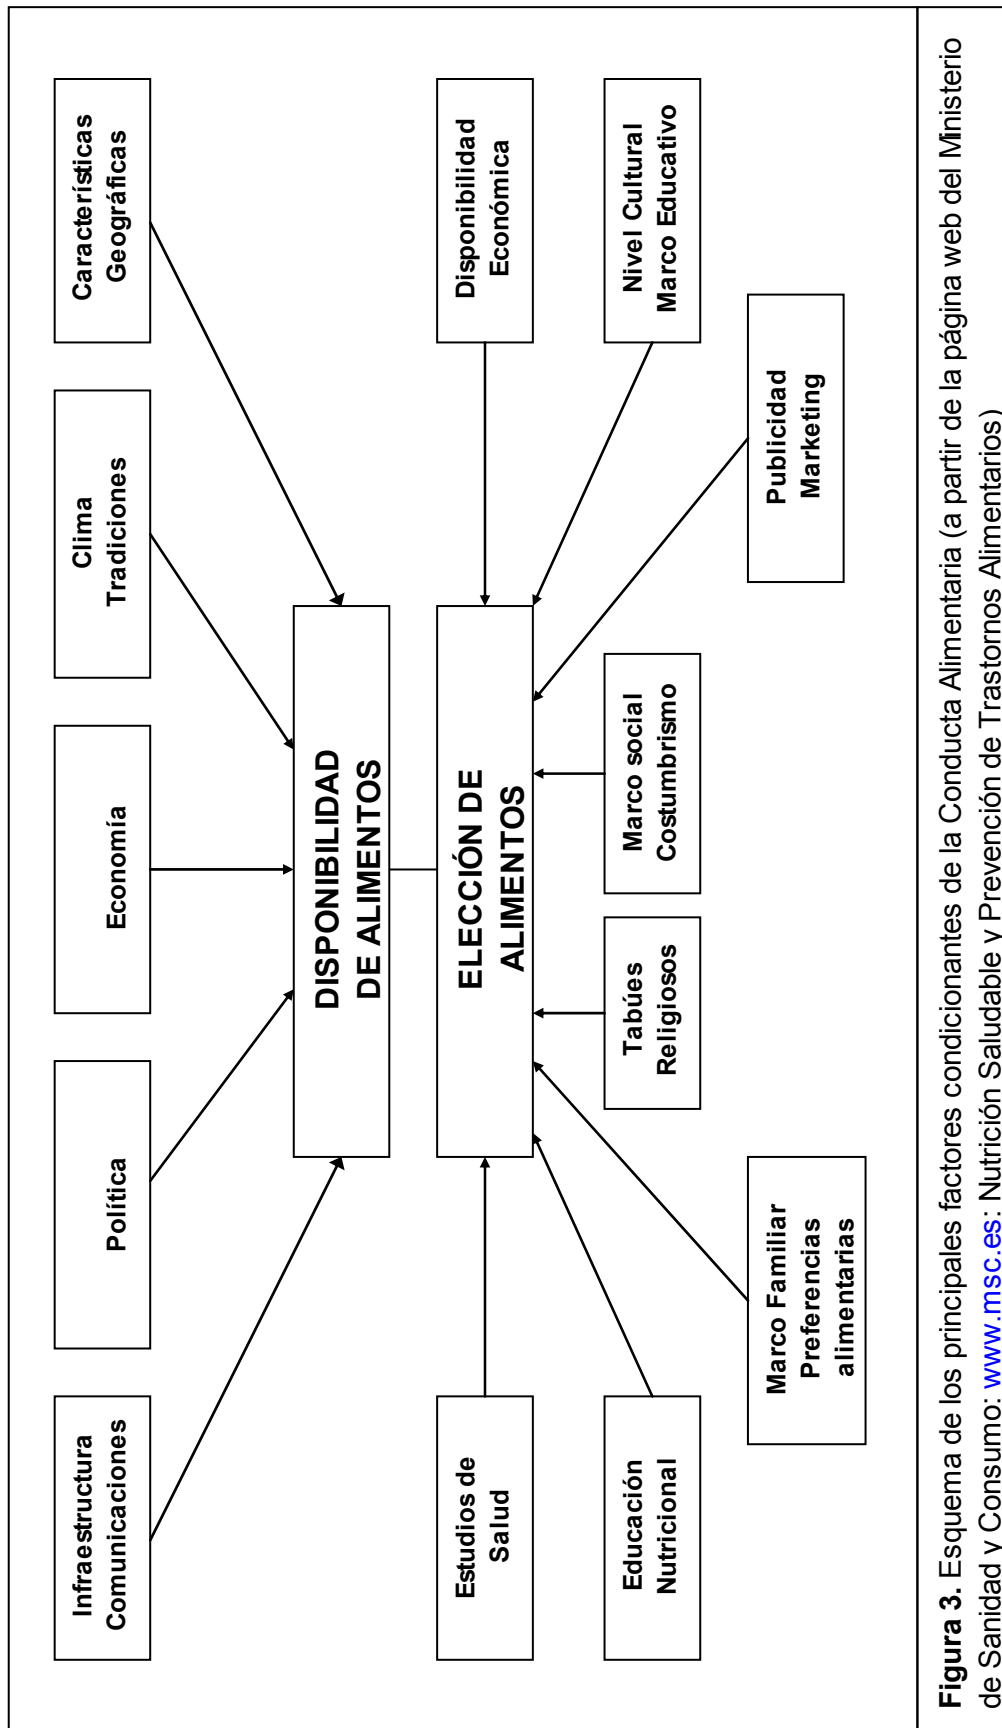 Infraestructura
Comunicaciones
Política
Economía
Clima
Tradiciones
Características
Geográficas
DISPONIBILIDAD
DE ALIMENTOS
Estudios de
Salud
ELECCIÓN DE
ALIMENTOS
Disponibilidad
Económica
Educación
Nutricional
Tabúes
Religiosos
Marco social
Costumbrismo
Nivel Cultural
Marco Educativo
Marco Familiar
Preferencias
alimentarias
Publicidad
Marketing
Figura 3. Esquema de los principales factores condicionantes de la Conducta Alimentaria (a partir de la página web del Ministerio
de Sanidad y Consumo: www.msc.es: Nutrición Saludable y Prevención de Trastornos Alimentarios)